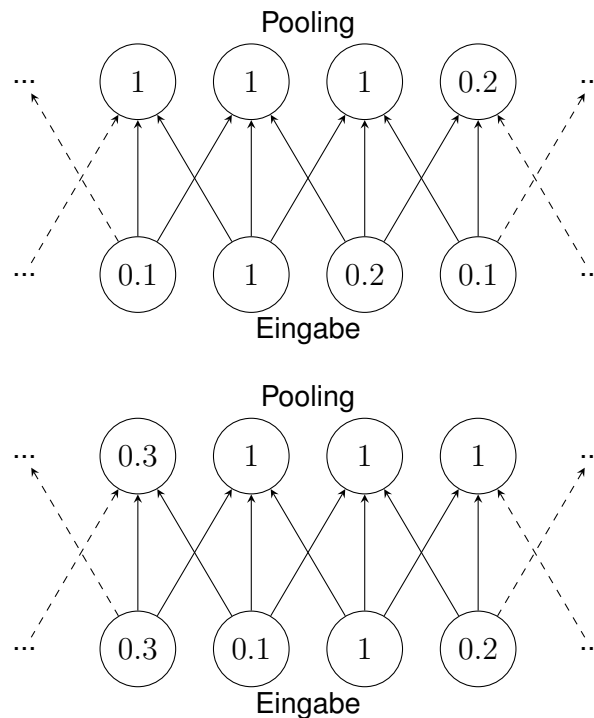 Pooling
... 1 1 1 0.2 ..
... 0.1 1 0.2 0.1 ..
Eingabe
Pooling
... 0.3 1 1 1 ..
... 0.3 0.1 1 0.2 ..
Eingabe